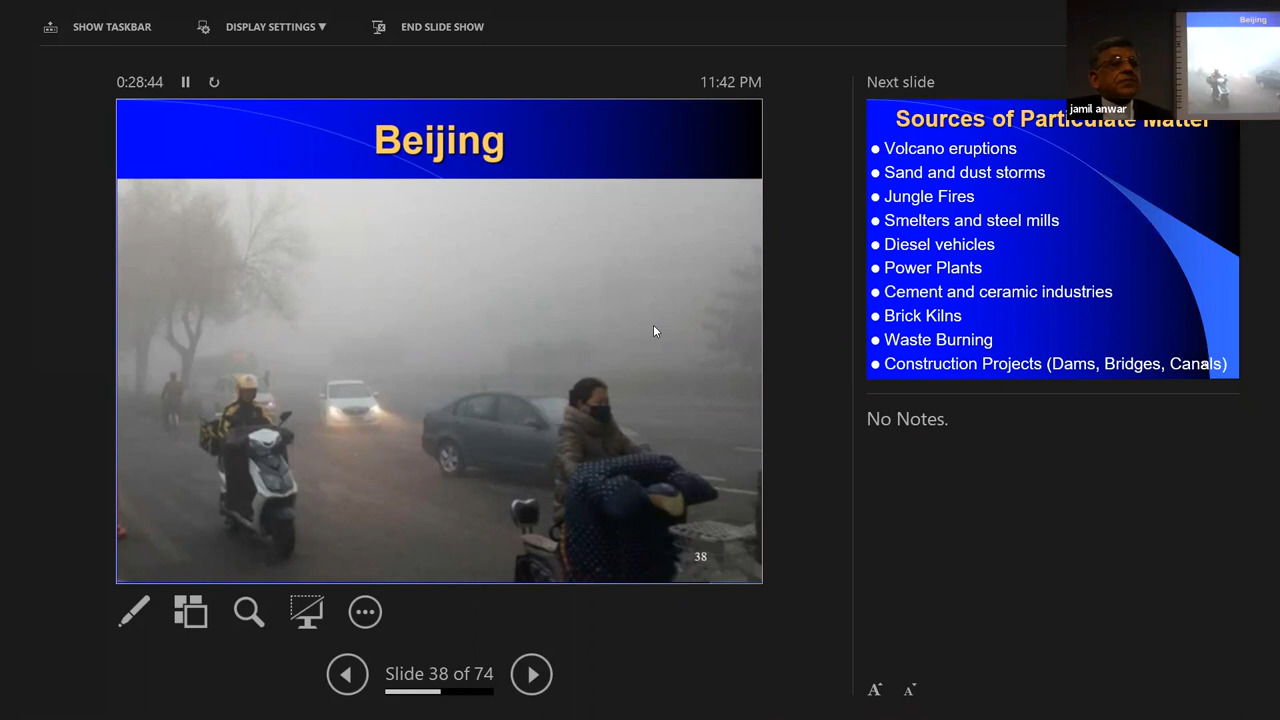 SHOW TASKBAR
DISPLAY SETTINGS ▼
END SLIDE SHOW
0:28:44
11:42 PM
Next slide
Beijing
jamil anwar
Beijing
Sources of Particulate Matter
● Volcano eruptions
● Sand and dust storms
● Jungle Fires
● Smelters and steel mills
● Diesel vehicles
● Power Plants
● Cement and ceramic industries
● Brick Kilns
● Waste Burning
● Construction Projects (Dams, Bridges, Canals)
38
No Notes.
Slide 38 of 74
A A